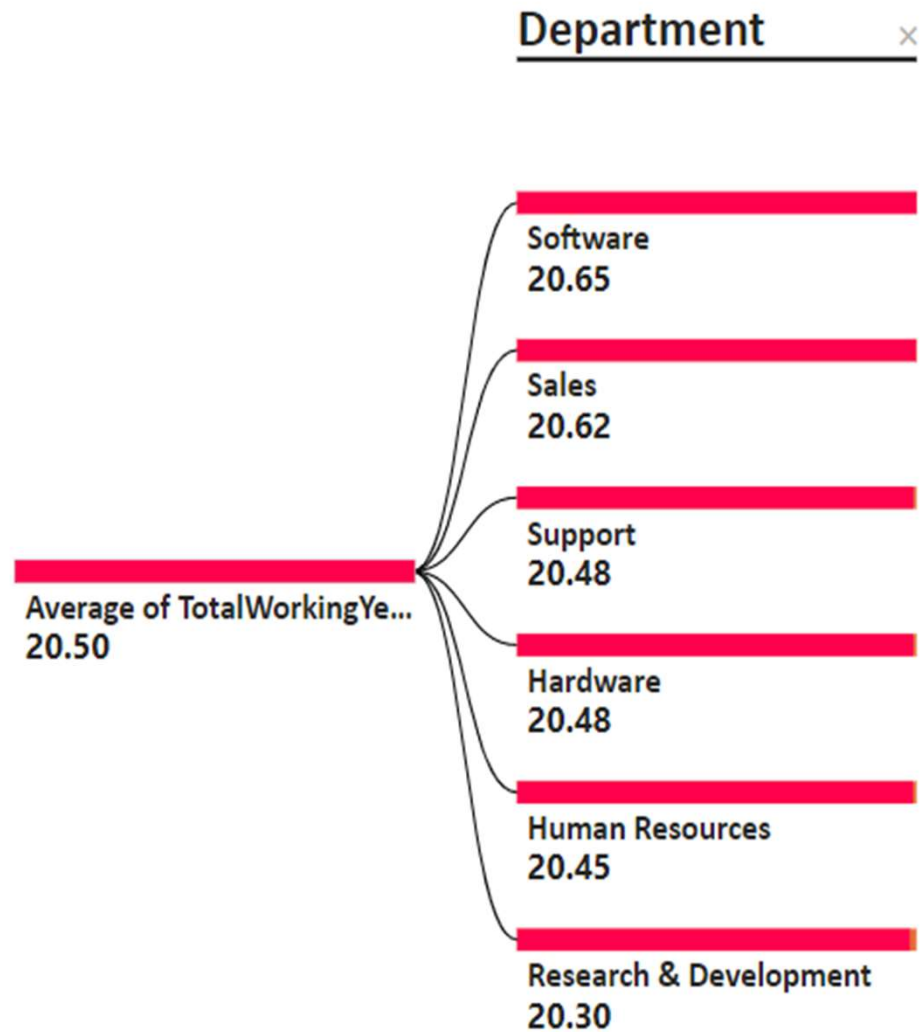 Department ×
Software
20.65
Sales
20.62
Support
20.48
Average of TotalWorkingYe...
20.50
Hardware
20.48
Human Resources
20.45
Research & Development
20.30